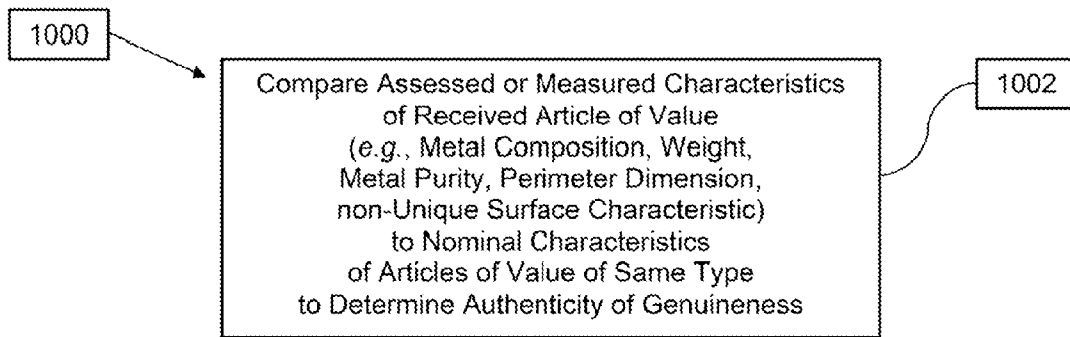 1000
Compare Assessed or Measured Characteristics
1002
of Received Article of Value
(e.g., Metal Composition, Weight,
Metal Purity, Perimeter Dimension,
non-Unique Surface Characteristic)
to Nominal Characteristics
of Articles of Value of Same Type
to Determine Authenticity of Genuineness